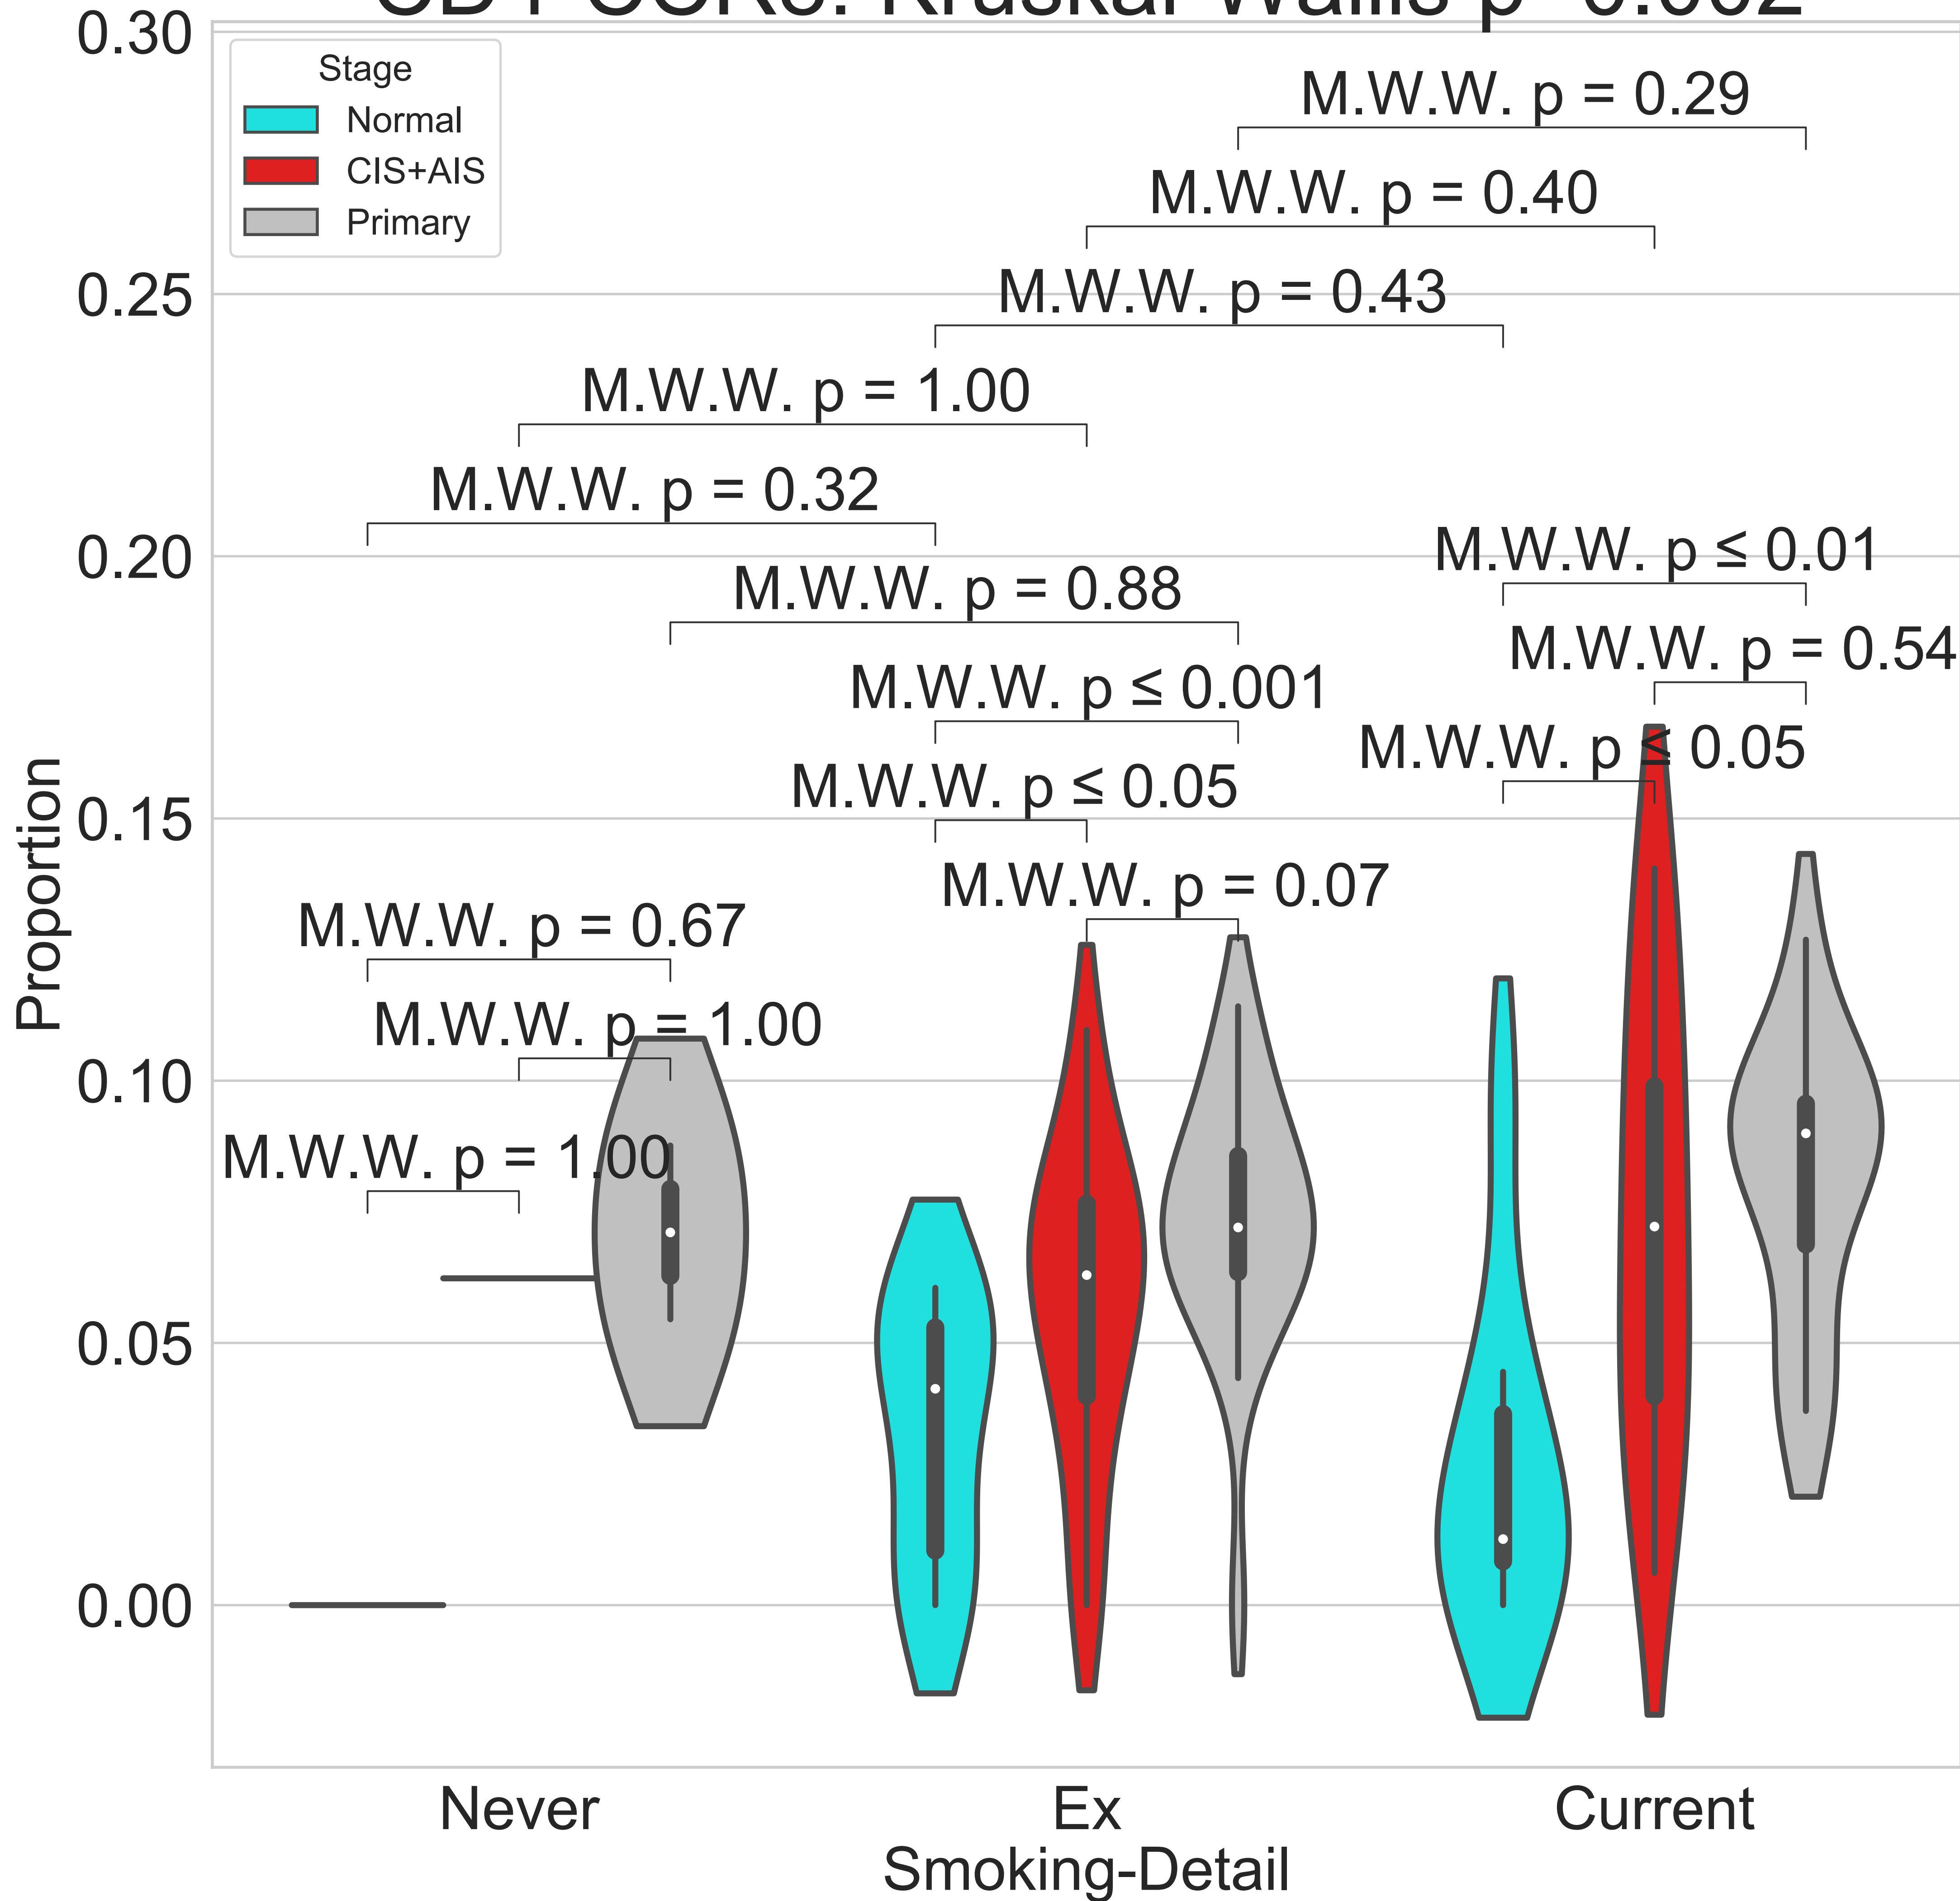 Kruskal Wallis p
0.30
Stage
Normal
CIS+AIS
Primary
M.W.W. p = 0.29
M.W.W. p = 0.40
0.25
M.W.W. p = 0.43
M.W.W. p = 1.00
M.W.W. p = 0.32
0.20
M.W.W. p ≤ 0.01
M.W.W. p = 0.88
M.W.W. p = 0.54
M.W.W. p ≤ 0.001
M.W.W. p ≤ 0.05
M.W.W. p ≤ 0.05
0.15
M.W.W. p = 0.07
Proportion
M.W.W. p = 0.67
M.W.W. p = 1.00
0.10
M.W.W. p = 1.00
0.05
0.00
Never
Ex
Current
Smoking-Detail